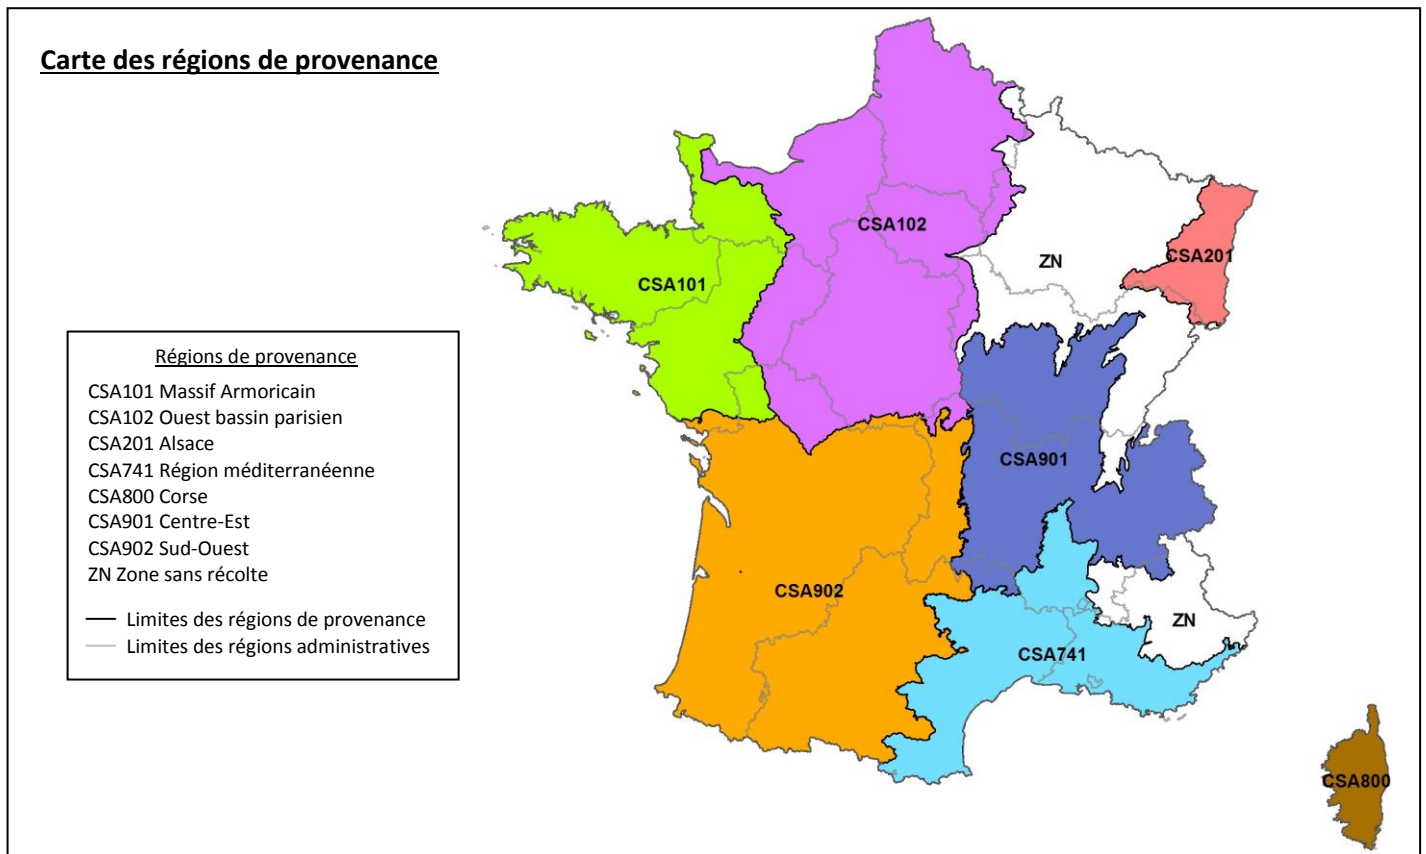 Carte des régions de provenance
Régions de provenance
CSA101 Massif Armoricain
CSA102 Ouest bassin parisien
CSA201 Alsace
CSA741 Région méditerranéenne
CSA800 Corse
CSA901 Centre-Est
CSA902 Sud-Ouest
ZN Zone sans récolte
Limites des régions de provenance
Limites des régions administratives
CSA102
CSA201
ZN
CSA101
CSA901
CSA902
ZN
CSA741
CSA800